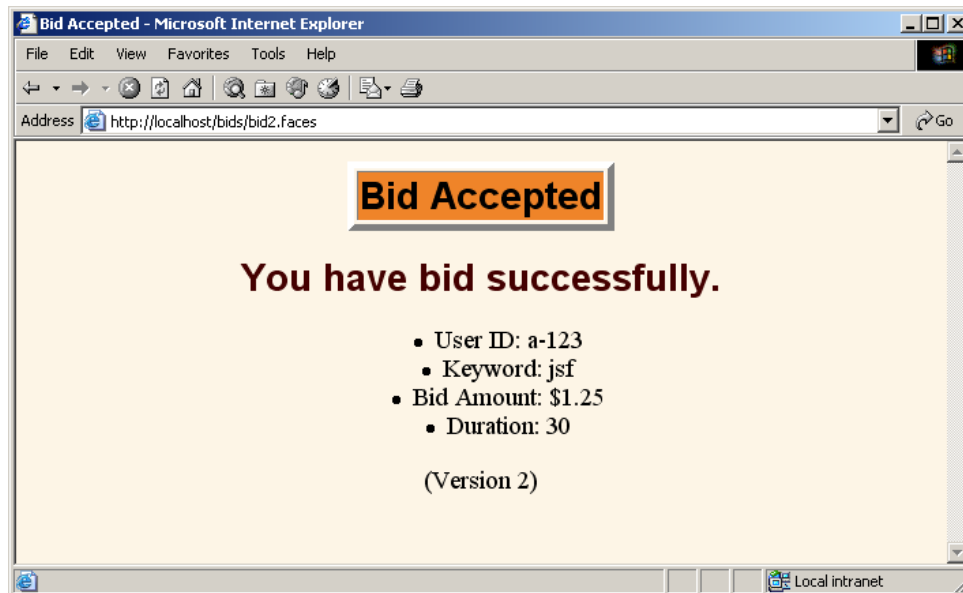 Bid Accepted - Microsoft Internet Explorer
File Edit View Favorites Tools Help
Address http://localhost/bids/bid2.faces Go
Bid Accepted
You have bid successfully.
• User ID: a-123
• Keyword: jsf
• Bid Amount: $1.25
• Duration: 30
(Version 2)
Local intranet